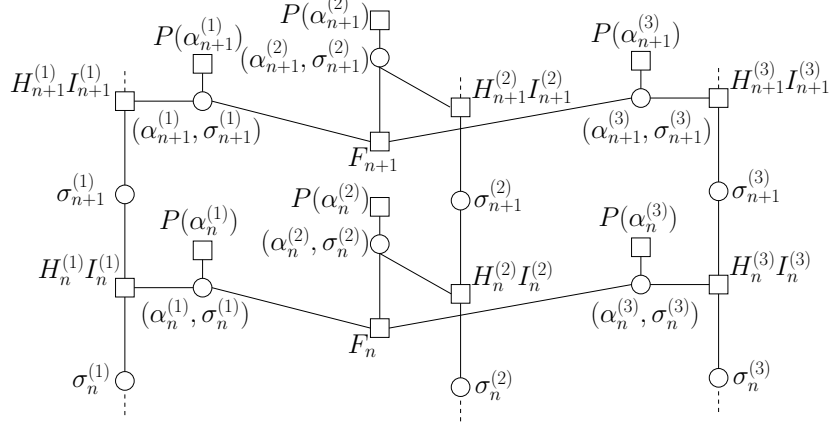 P(α_{n+1}^{(2)})
P(α_{n+1}^{(1)}) (α_{n+1}^{(2)}, σ_{n+1}^{(2)}) P(α_{n+1}^{(3)})
H_{n+1}^{(1)} I_{n+1}^{(1)} H_{n+1}^{(2)} I_{n+1}^{(2)} H_{n+1}^{(3)} I_{n+1}^{(3)}
(α_{n+1}^{(1)}, σ_{n+1}^{(1)}) (α_{n+1}^{(3)}, σ_{n+1}^{(3)})
F_{n+1}
σ_{n+1}^{(1)} σ_{n+1}^{(2)} σ_{n+1}^{(3)}
P(α_n^{(1)}) P(α_n^{(2)}) P(α_n^{(3)})
(α_n^{(2)}, σ_n^{(2)})
H_n^{(1)} I_n^{(1)} H_n^{(2)} I_n^{(2)} H_n^{(3)} I_n^{(3)}
(α_n^{(1)}, σ_n^{(1)}) (α_n^{(3)}, σ_n^{(3)})
F_n
σ_n^{(1)} σ_n^{(2)} σ_n^{(3)}